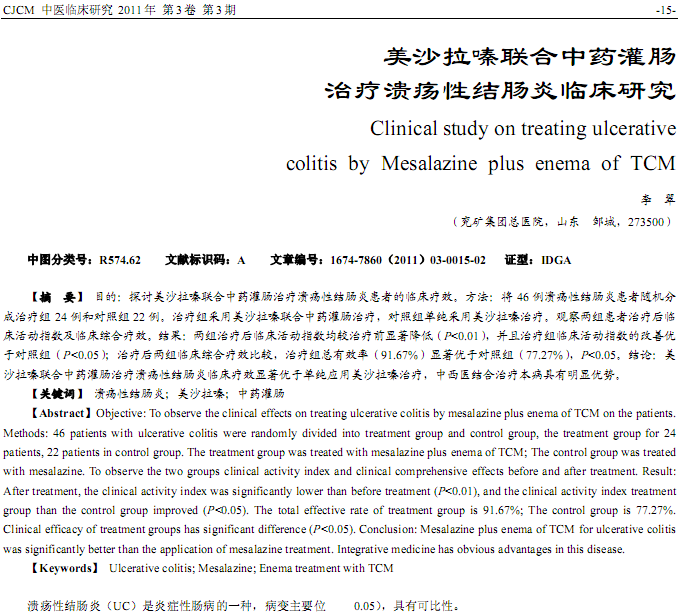 CJCM 中医临床研究 2011 年 第 3 卷 第 3 期 -15-
美沙拉嗪联合中药灌肠
治疗溃疡性结肠炎临床研究
Clinical study on treating ulcerative
colitis by Mesalazine plus enema of TCM
李 翠
（兖矿集团总医院，山东 邹城，273500）
中图分类号：R574.62 文献标识码：A 文章编号：1674-7860（2011）03-0015-02 证型：IDGA
【摘 要】目的：探讨美沙拉嗪联合中药灌肠治疗溃疡性结肠炎患者的临床疗效。方法：将 46 例溃疡性结肠炎患者随机分
成治疗组 24 例和对照组 22 例。治疗组采用美沙拉嗪联合中药灌肠治疗，对照组单纯采用美沙拉嗪治疗。观察两组患者治疗后临
床活动指数及临床综合疗效。结果：两组治疗后临床活动指数均较治疗前显著降低（P<0.01），并且治疗组临床活动指数的改善优
于对照组（P<0.05）；治疗后两组临床综合疗效比较，治疗组总有效率（91.67%）显著优于对照组（77.27%），P<0.05。结论：美
沙拉嗪联合中药灌肠治疗溃疡性结肠炎临床疗效显著优于单纯应用美沙拉嗪治疗，中西医结合治疗本病具有明显优势。
【关键词】溃疡性结肠炎；美沙拉嗪；中药灌肠
【Abstract】Objective: To observe the clinical effects on treating ulcerative colitis by mesalazine plus enema of TCM on the patients.
Methods: 46 patients with ulcerative colitis were randomly divided into treatment group and control group, the treatment group for 24
patients, 22 patients in control group. The treatment group was treated with mesalazine plus enema of TCM; The control group was treated
with mesalazine. To observe the two groups clinical activity index and clinical comprehensive effects before and after treatment. Result:
After treatment, the clinical activity index was significantly lower than before treatment (P<0.01), and the clinical activity index treatment
group than the control group improved (P<0.05). The total effective rate of treatment group is 91.67%; The control group is 77.27%.
Clinical efficacy of treatment groups has significant difference (P<0.05). Conclusion: Mesalazine plus enema of TCM for ulcerative colitis
was significantly better than the application of mesalazine treatment. Integrative medicine has obvious advantages in this disease.
【Keywords】 Ulcerative colitis; Mesalazine; Enema treatment with TCM
溃疡性结肠炎（UC）是炎症性肠病的一种，病变主要位 0.05），具有可比性。